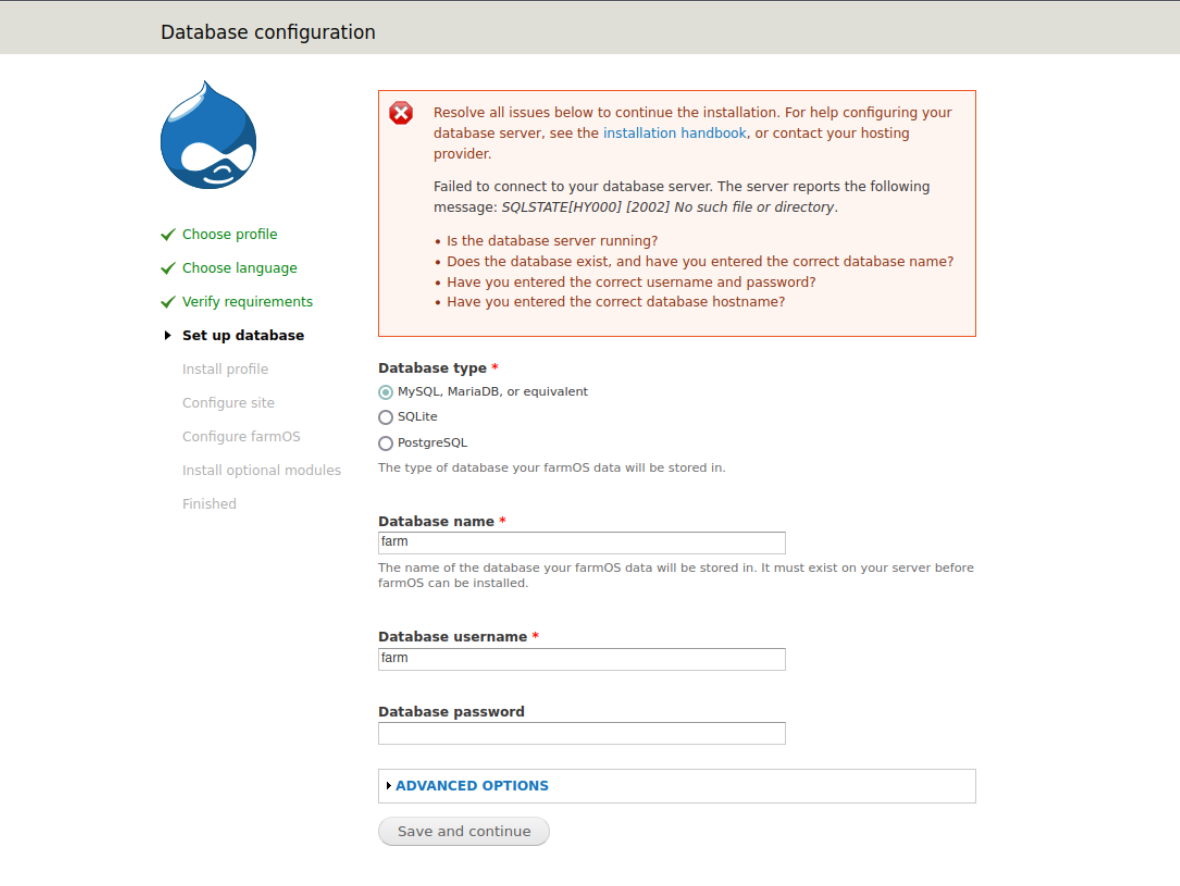 Database configuration
Resolve all issues below to continue the installation. For help configuring your
database server, see the installation handbook, or contact your hosting
provider.
Failed to connect to your database server. The server reports the following
message: SQLSTATE[HY000] [2002] No such file or directory.
• Is the database server running?
• Does the database exist, and have you entered the correct database name?
• Have you entered the correct username and password?
• Have you entered the correct database hostname?
Choose profile
Choose language
Verify requirements
Set up database
Install profile
Configure site
Configure farmOS
Install optional modules
Finished
Database type *
MySQL, MariaDB, or equivalent
SQLite
PostgreSQL
The type of database your farmOS data will be stored in.
Database name *
farm
The name of the database your farmOS data will be stored in. It must exist on your server before
farmOS can be installed.
Database username *
farm
Database password
ADVANCED OPTIONS
Save and continue